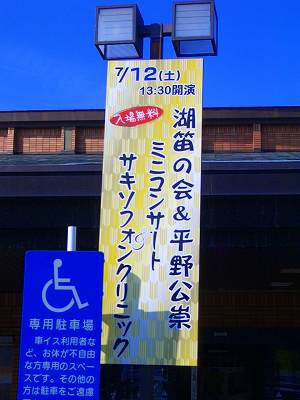 7/12(土)
13:30開演
入場無料
湖笛の会&平野公崇
ミニコンサート
&
サキソフォンクリニック
専用駐車場
車イス利用者な
ど、お体が不自由
な方専用のスペー
スです。その他の
方は駐車をご遠慮